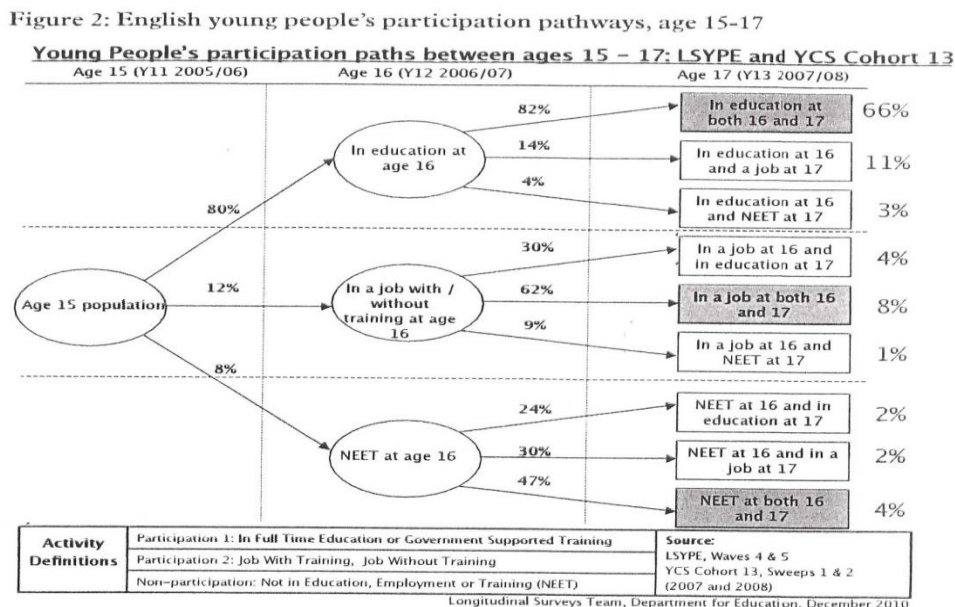 Figure 2: English young people's participation pathways, age 15-17
Young People's participation paths between ages 15 – 17: LSYPE and YCS Cohort 13
Age 15 (Y11 2005/06)
Age 16 (Y12 2006/07)
Age 17 (Y13 2007/08)
Age 15 population
80%
12%
8%
In education at
age 16
82%
14%
4%
In education at
both 16 and 17
66%
In education at 16
and a job at 17
11%
In education at 16
and NEET at 17
3%
In a job with /
without
training at age
16
30%
62%
9%
In a job at 16 and
in education at 17
4%
In a job at both 16
and 17
8%
In a job at 16 and
NEET at 17
1%
NEET at age 16
24%
30%
47%
NEET at 16 and in
education at 17
2%
NEET at 16 and in a
job at 17
2%
NEET at both 16
and 17
4%
Activity
Definitions
Participation 1: In Full Time Education or Government Supported Training
Participation 2: Job With Training, Job Without Training
Non-participation: Not in Education, Employment or Training (NEET)
Source:
LSYPE, Waves 4 & 5
YCS Cohort 13, Sweeps 1 & 2
(2007 and 2008)
Longitudinal Surveys Team, Department for Education, December 2010